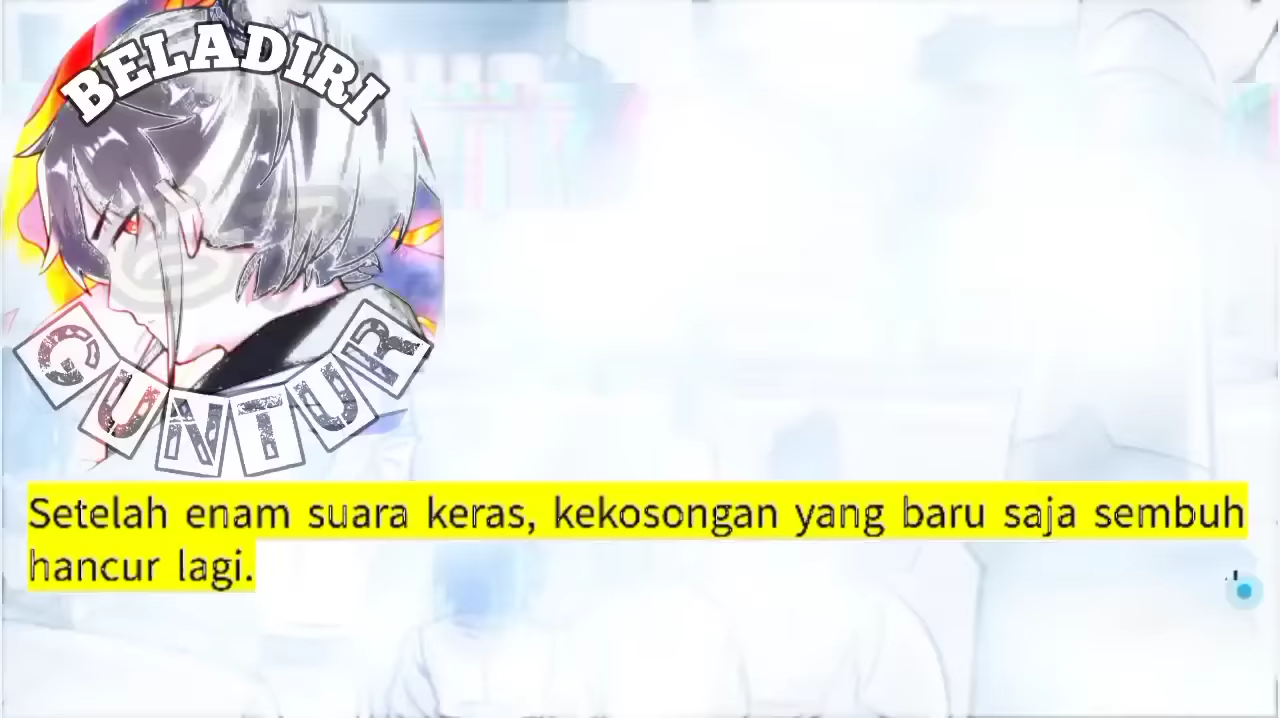 BELADIRI
GUNTUR
Setelah enam suara keras, kekosongan yang baru saja sembuh
hancur lagi.